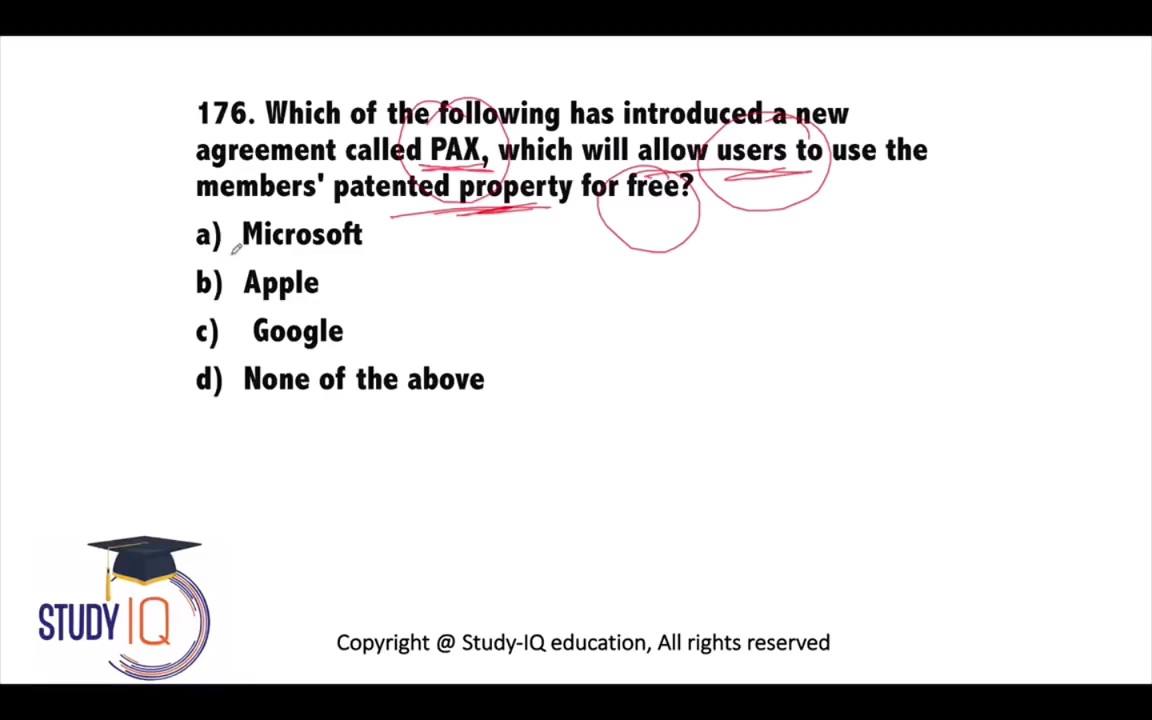 176. Which of the following has introduced a new
agreement called PAX, which will allow users to use the
members' patented property for free?
a) Microsoft
b) Apple
c) Google
d) None of the above
STUDY IQ
Copyright @ Study-IQ education, All rights reserved